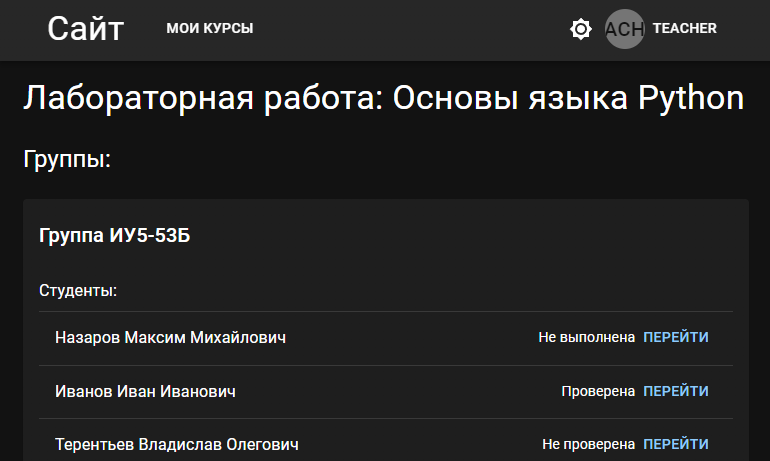 Сайт МОИ КУРСЫ ACH TEACHER
Лабораторная работа: Основы языка Python
Группы:
Группа ИУ5-53Б
Студенты:
Назаров Максим Михайлович Не выполнена ПЕРЕЙТИ
Иванов Иван Иванович Проверена ПЕРЕЙТИ
Терентьев Владислав Олегович Не проверена ПЕРЕЙТИ